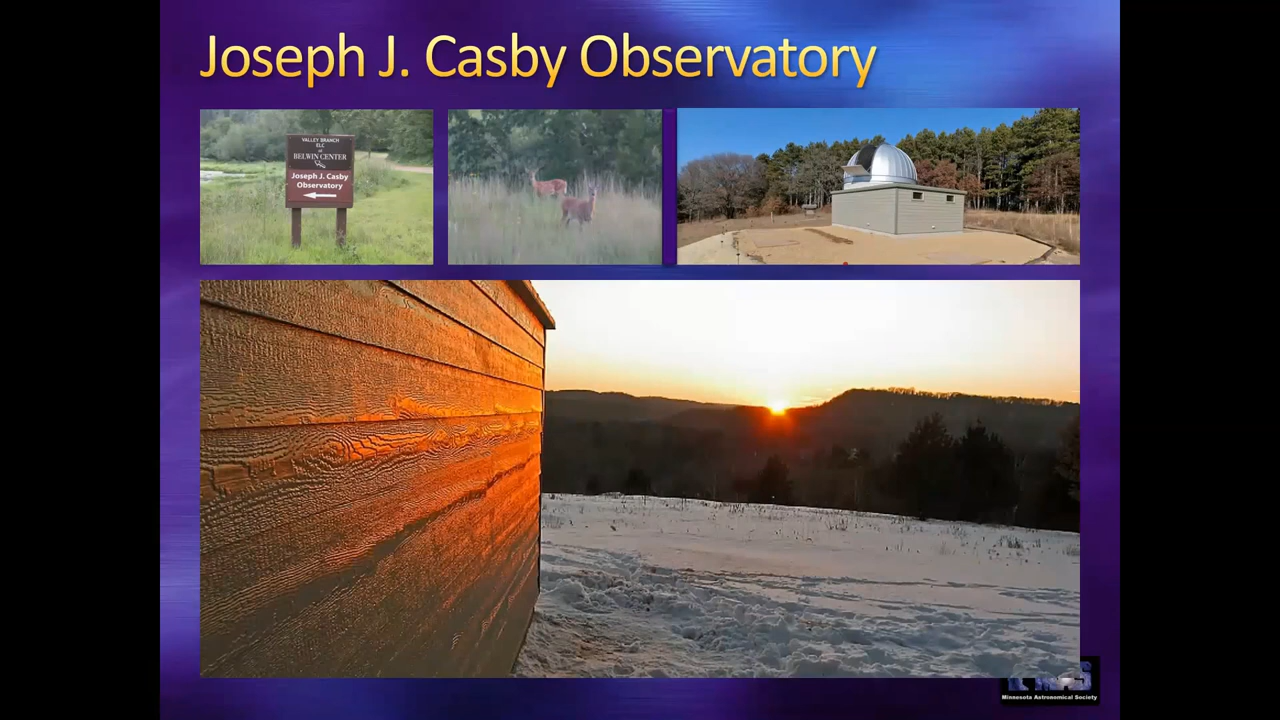 Joseph J. Casby Observatory
VALLEY BRANCH
ELC
at
BELWIN CENTER
Joseph J. Casby
Observatory
Minnesota Astronomical Society